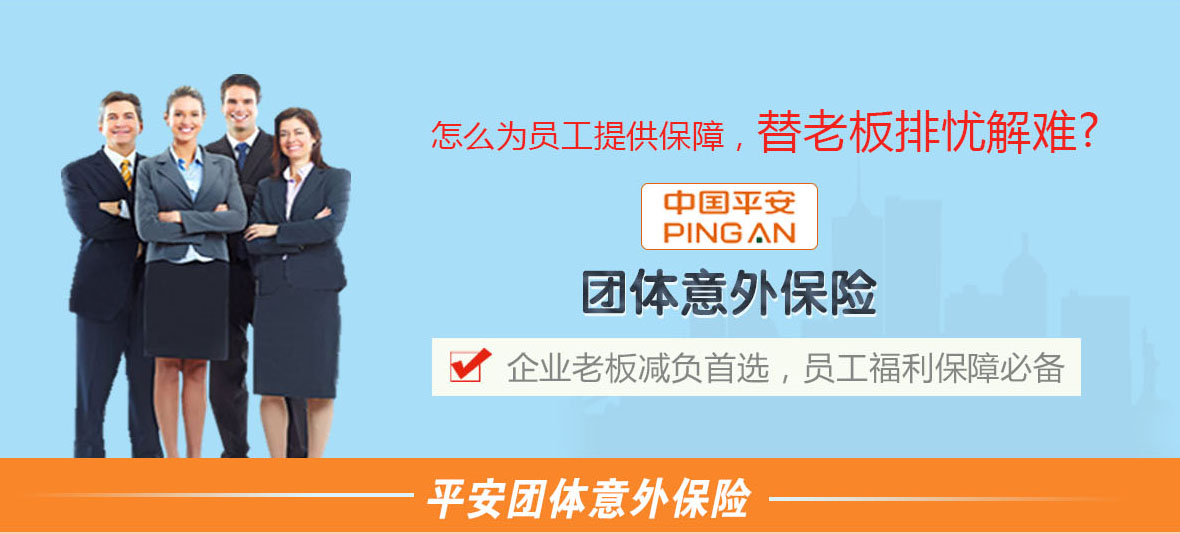 怎么为员工提供保障，替老板排忧解难?
中国平安
PING AN
团体意外保险
企业老板减负首选，员工福利保障必备
平安团体意外保险